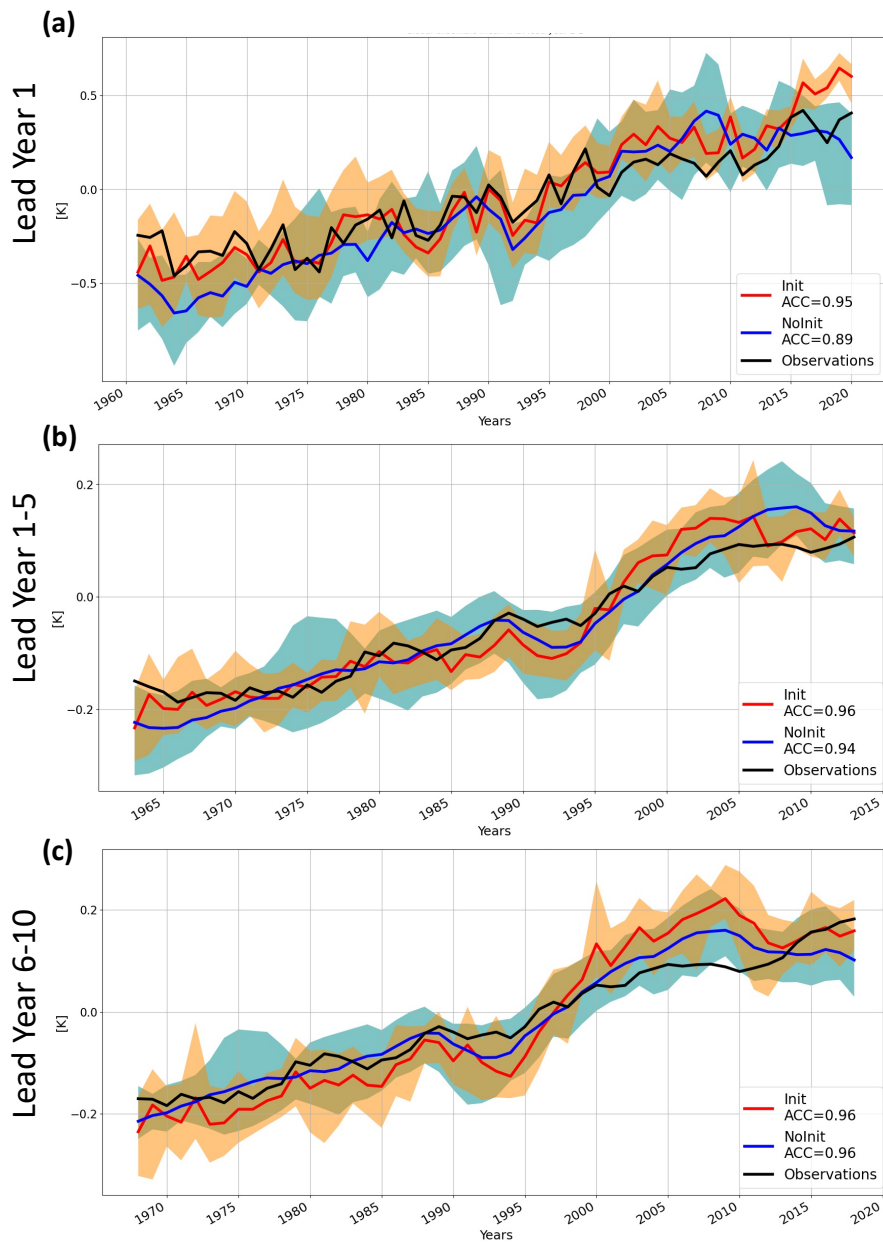 (a)
Lead Year 1
[K]
0.5
0.0
−0.5
Init
ACC=0.95
NoInit
ACC=0.89
Observations
1960
1965
1970
1975
1980
1985
1990
1995
2000
2005
2010
2015
2020
Years
(b)
Lead Year 1-5
[K]
0.2
0.0
−0.2
Init
ACC=0.96
NoInit
ACC=0.94
Observations
1965
1970
1975
1980
1985
1990
1995
2000
2005
2010
2015
Years
(c)
Lead Year 6-10
[K]
0.2
0.0
−0.2
Init
ACC=0.96
NoInit
ACC=0.96
Observations
1970
1975
1980
1985
1990
1995
2000
2005
2010
2015
2020
Years